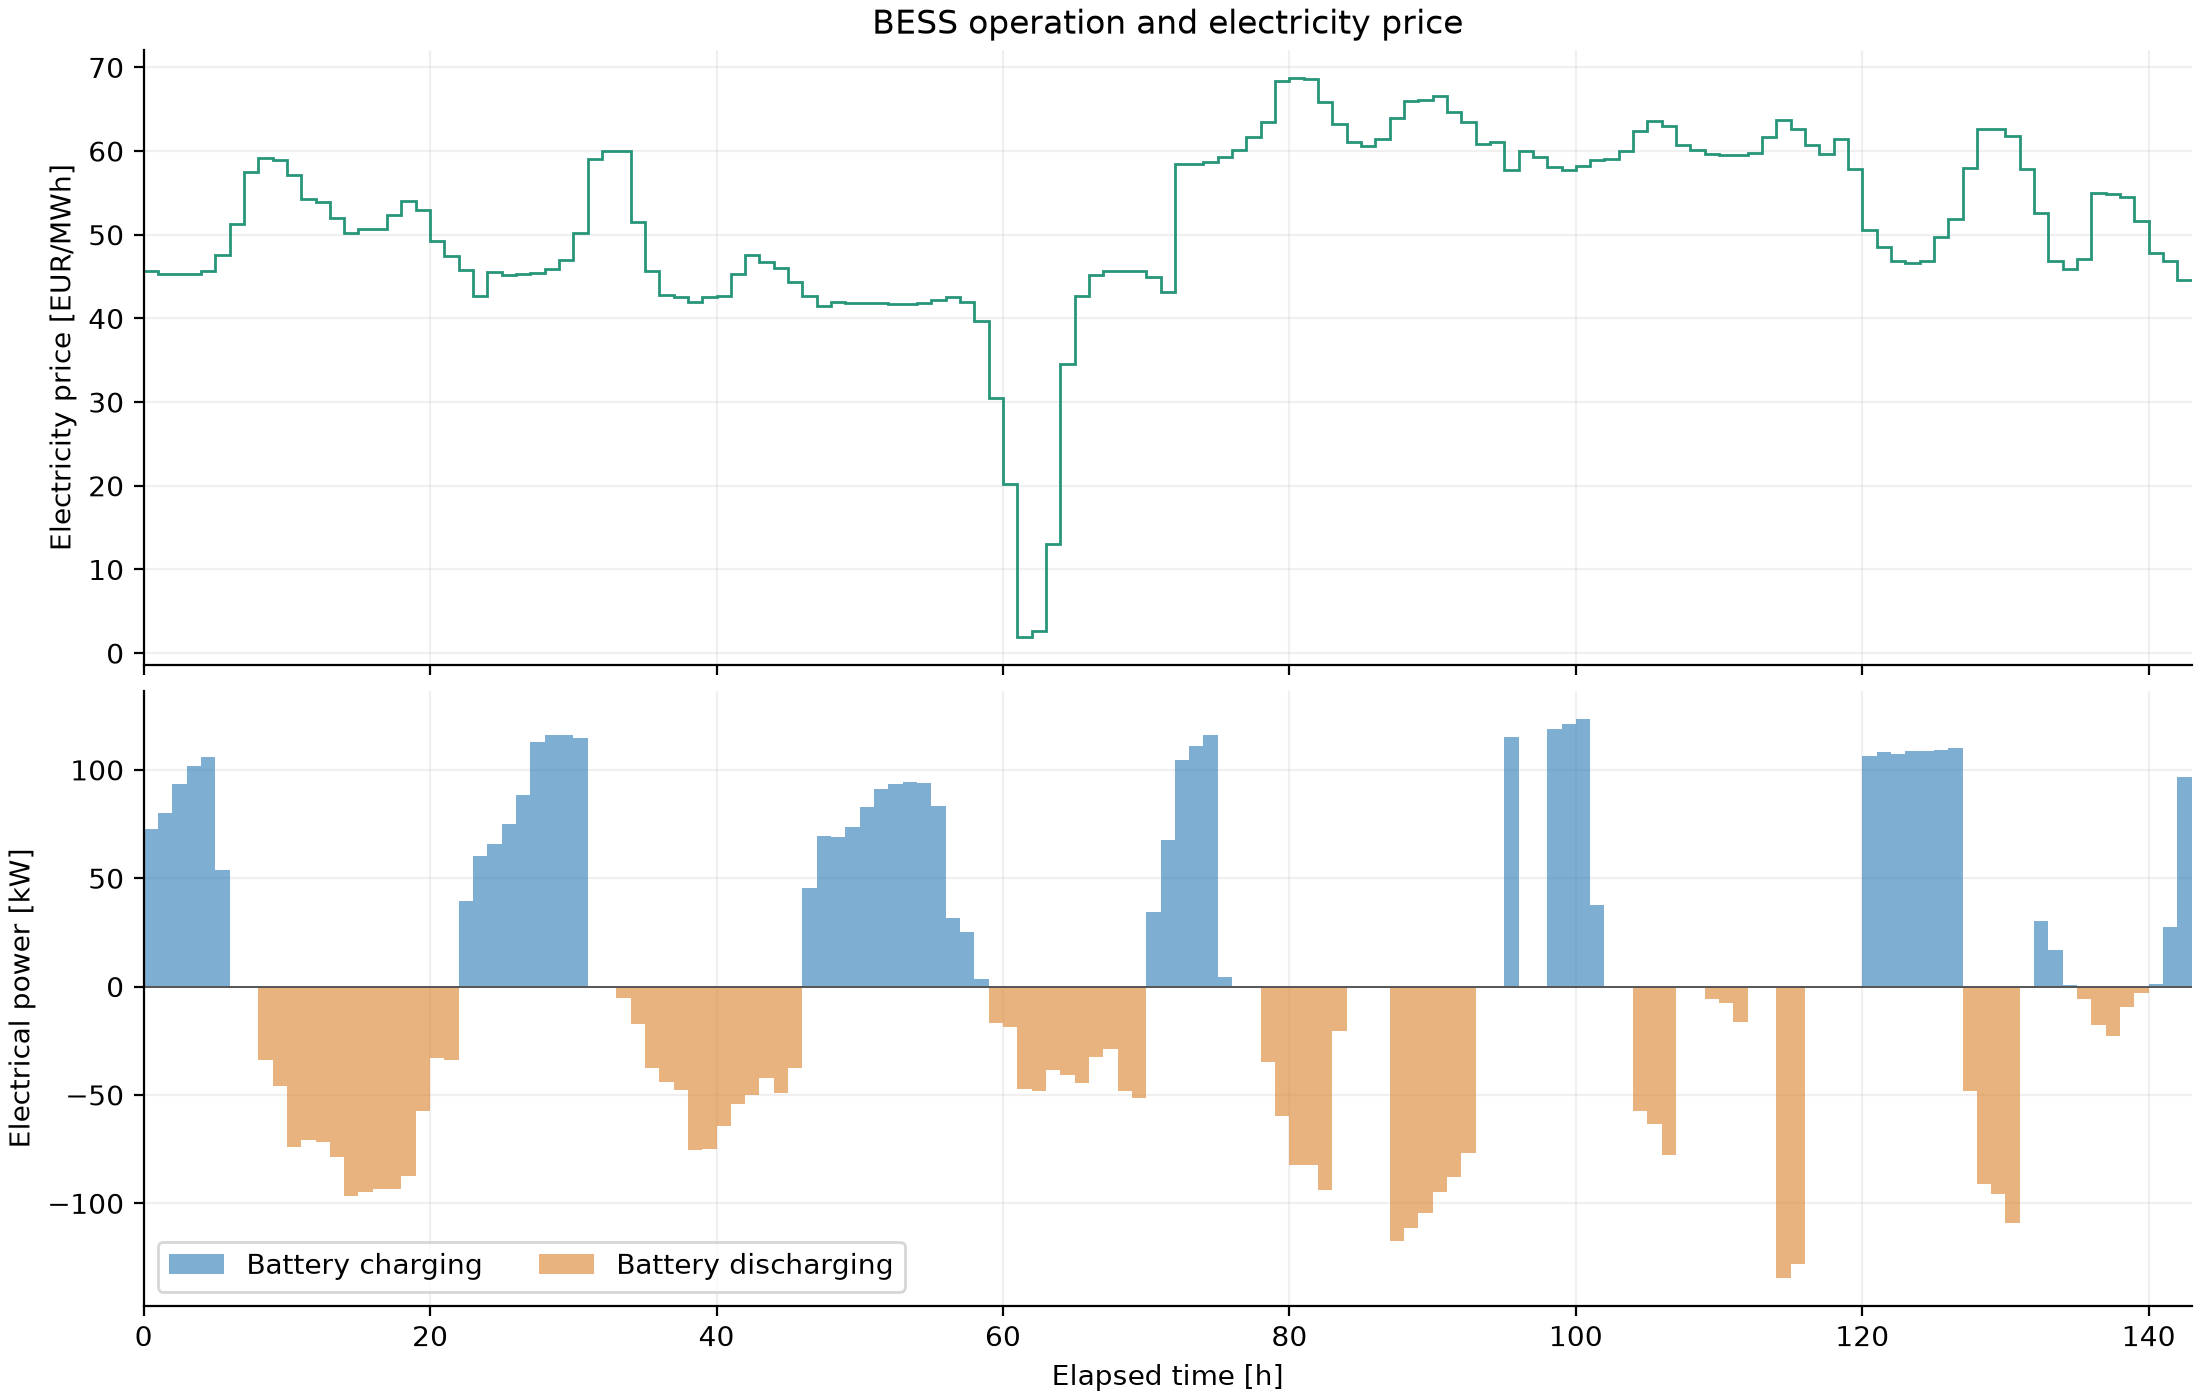 BESS operation and electricity price
Electricity price [EUR/MWh]
70
60
50
40
30
20
10
0
Electrical power [kW]
100
50
0
−50
−100
Battery charging
Battery discharging
0 20 40 60 80 100 120 140
Elapsed time [h]